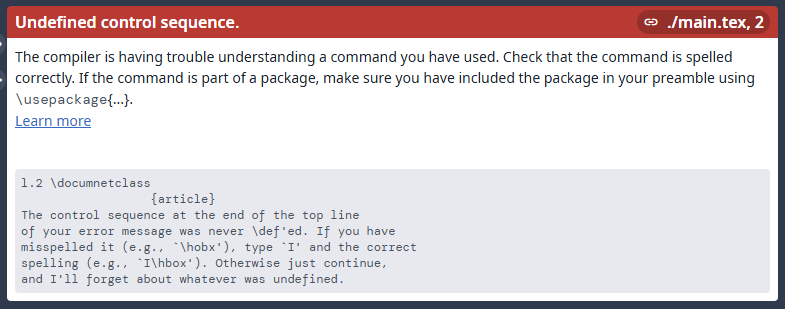 Undefined control sequence.
./main.tex, 2
The compiler is having trouble understanding a command you have used. Check that the command is spelled
correctly. If the command is part of a package, make sure you have included the package in your preamble using
\usepackage{...}.
Learn more
l.2 \documnetclass
{article}
The control sequence at the end of the top line
of your error message was never \def'ed. If you have
misspelled it (e.g., `\hobx'), type `I' and the correct
spelling (e.g., `I\hbox'). Otherwise just continue,
and I'll forget about whatever was undefined.